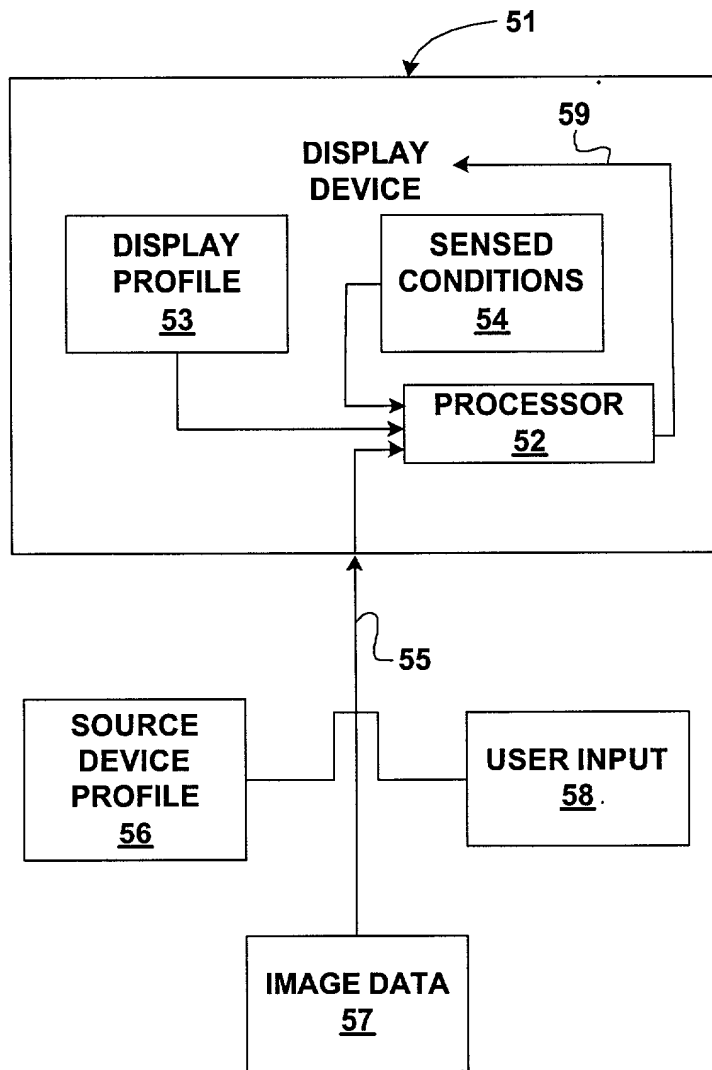 51
59
DISPLAY
DEVICE
DISPLAY
PROFILE
53
SENSED
CONDITIONS
54
PROCESSOR
52
55
SOURCE
DEVICE
PROFILE
56
USER INPUT
58
IMAGE DATA
57